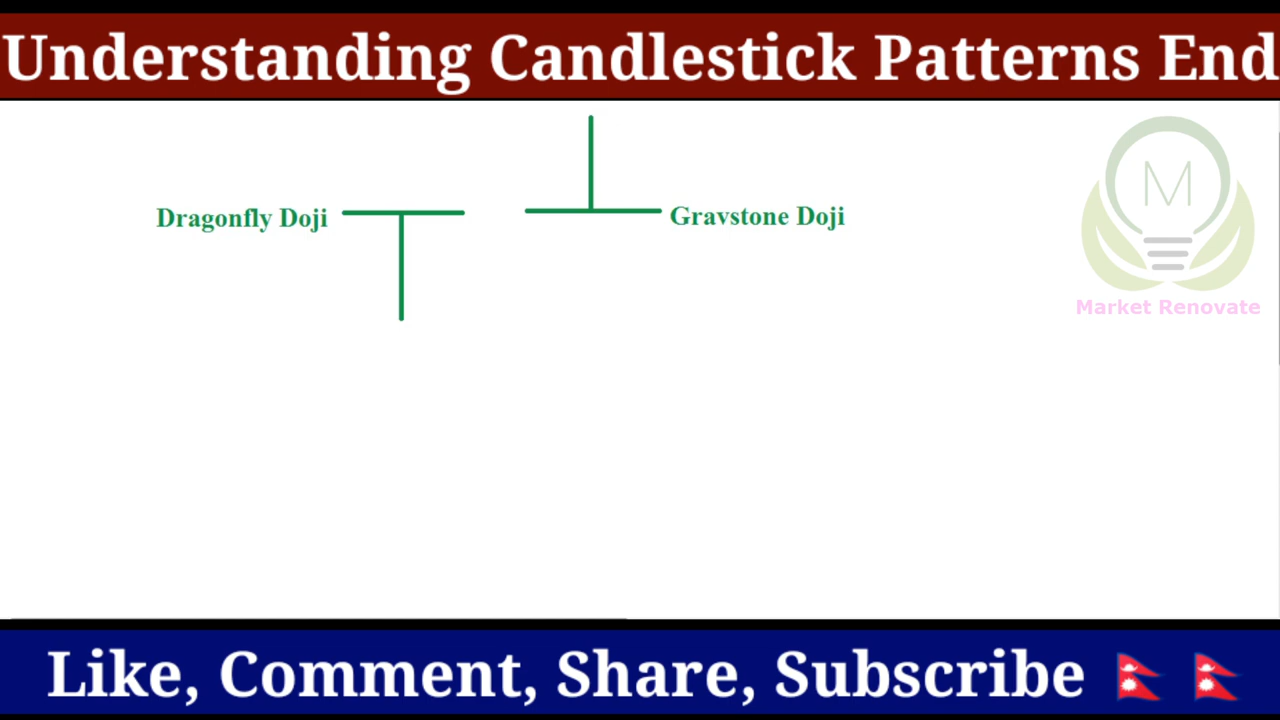 Understanding Candlestick Patterns End
Dragonfly Doji
Gravstone Doji
M
Market Renovate
Like, Comment, Share, Subscribe